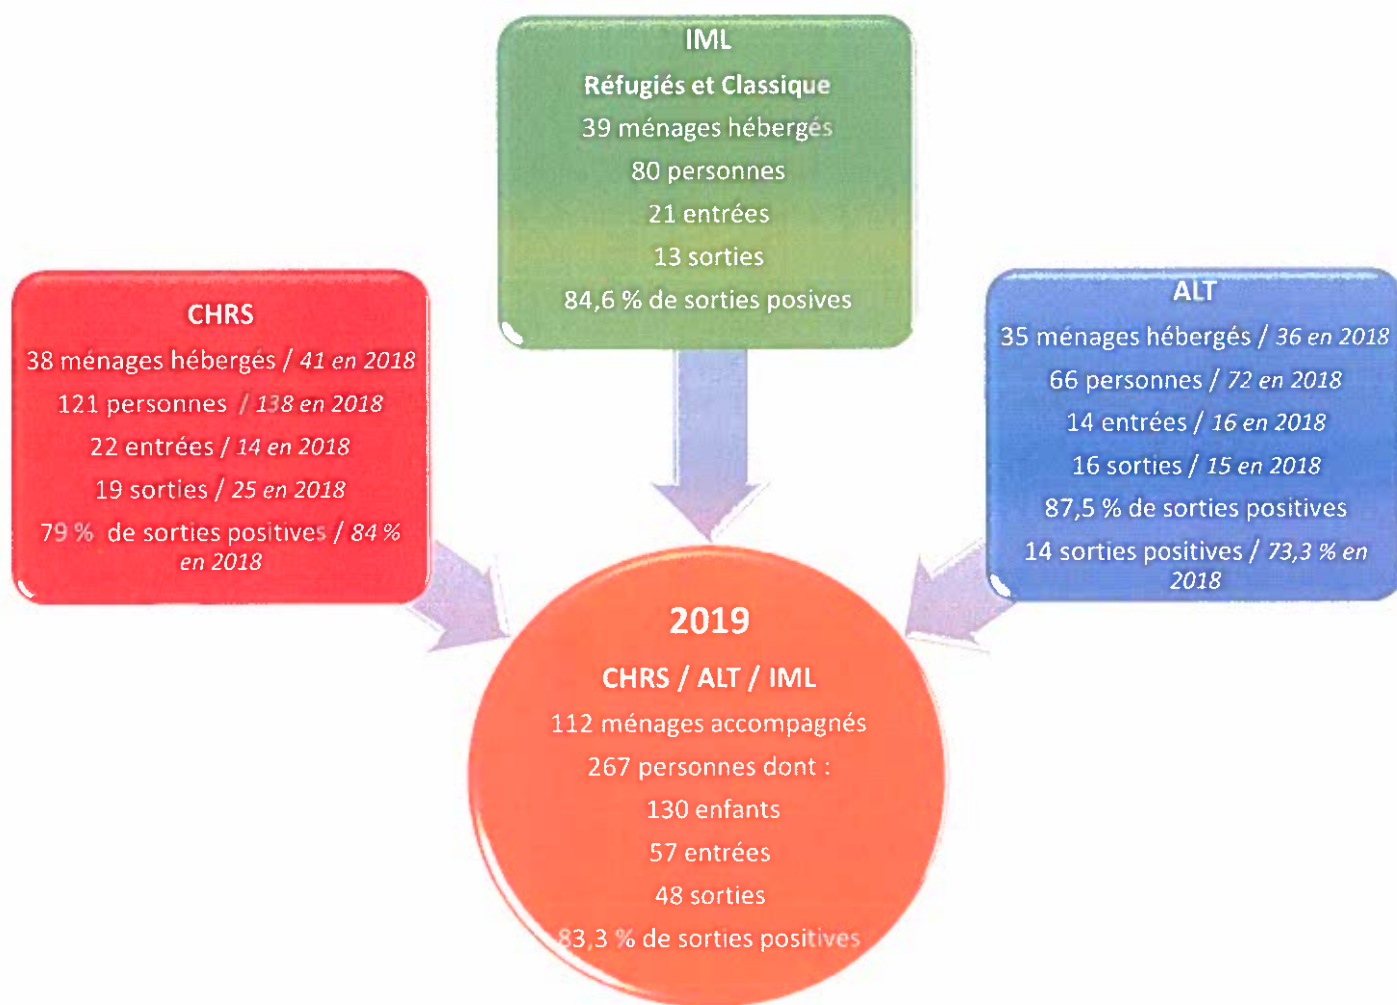 IML
Réfugiés et Classique
39 ménages hébergés
80 personnes
21 entrées
13 sorties
84,6 % de sorties posives
CHRS
38 ménages hébergés / 41 en 2018
121 personnes / 138 en 2018
22 entrées / 14 en 2018
19 sorties / 25 en 2018
79 % de sorties positives / 84 %
en 2018
ALT
35 ménages hébergés / 36 en 2018
66 personnes / 72 en 2018
14 entrées / 16 en 2018
16 sorties / 15 en 2018
87,5 % de sorties positives
14 sorties positives / 73,3 % en
2018
2019
CHRS / ALT / IML
112 ménages accompagnés
267 personnes dont :
130 enfants
57 entrées
48 sorties
83,3 % de sorties positives